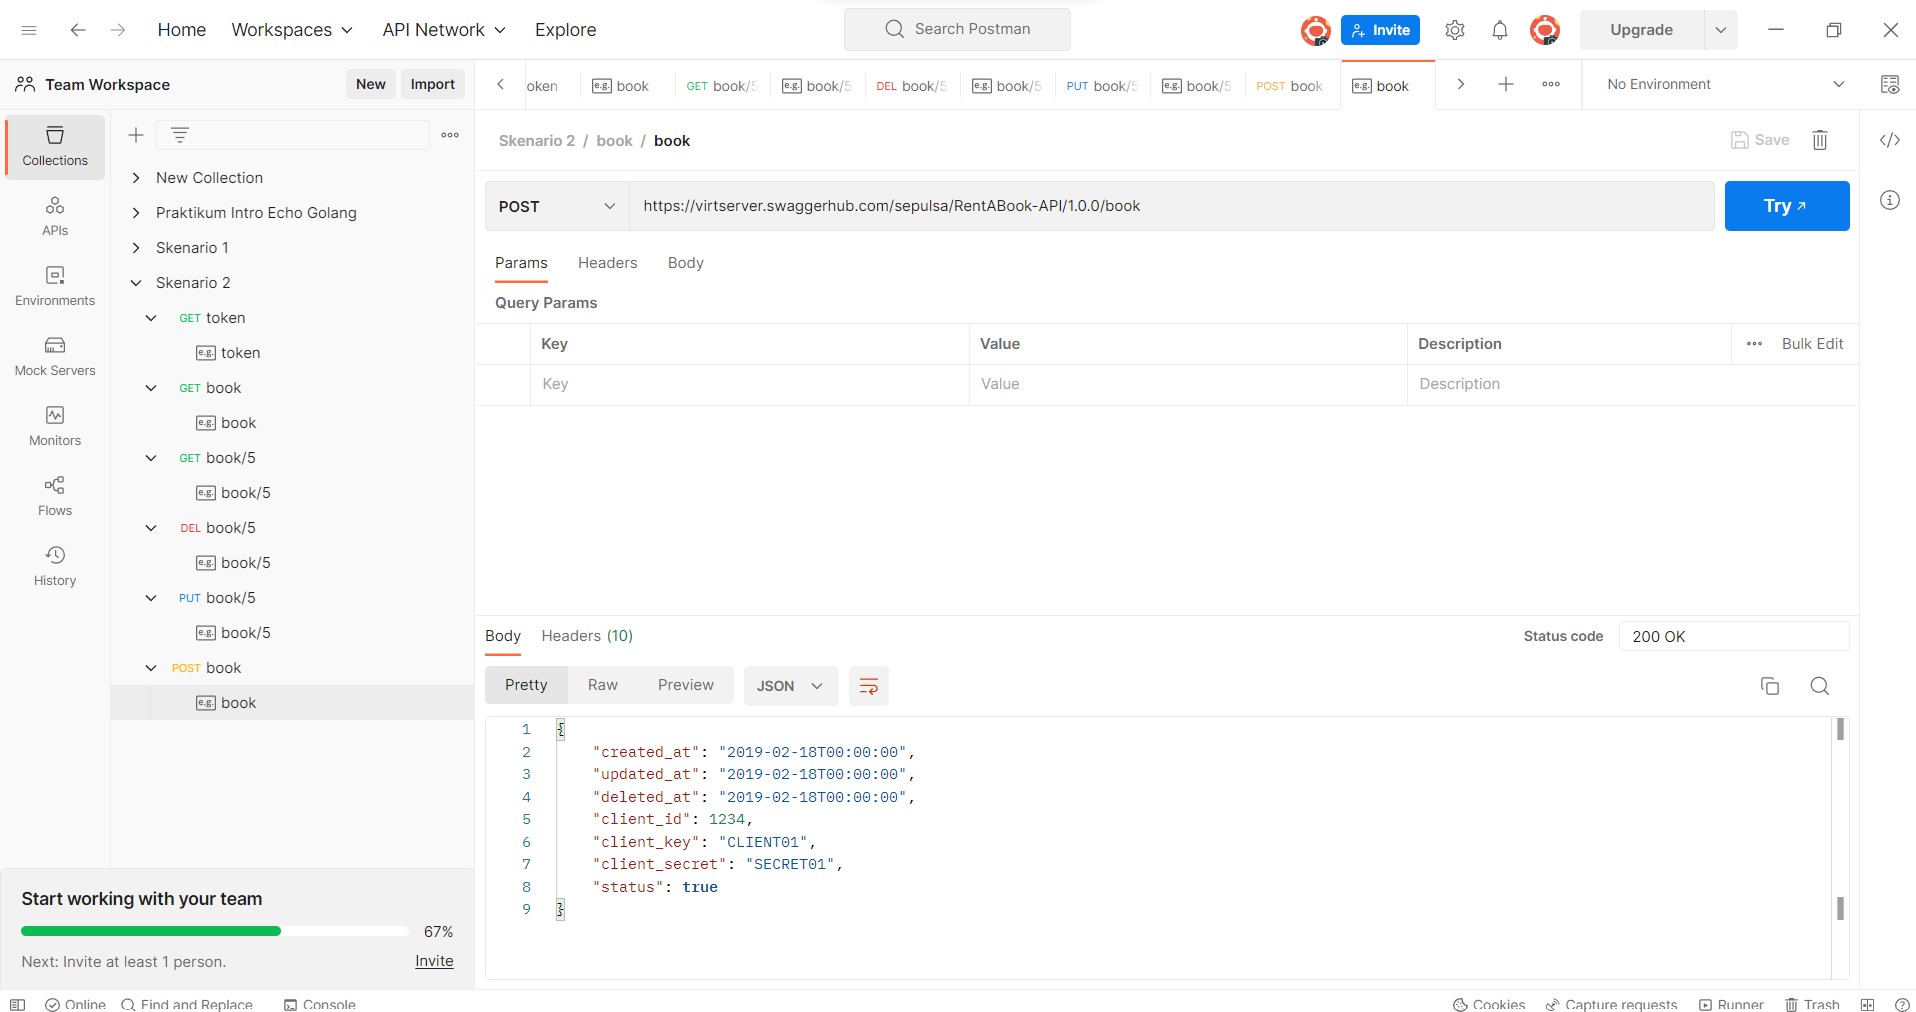 Home Workspaces API Network Explore Search Postman Invite Upgrade
Team Workspace New Import
oken e.g. book GET book/5 e.g. book/5 DEL book/5 e.g. book/5 PUT book/5 e.g. book/5 POST book e.g. book No Environment
Collections
APIs
Environments
Mock Servers
Monitors
Flows
History
New Collection
Praktikum Intro Echo Golang
Skenario 1
Skenario 2
GET token
e.g. token
GET book
e.g. book
GET book/5
e.g. book/5
DEL book/5
e.g. book/5
PUT book/5
e.g. book/5
POST book
e.g. book
Start working with your team
67%
Next: Invite at least 1 person. Invite
Skenario 2 / book / book Save
POST https://virtserver.swaggerhub.com/sepulsa/RentABook-API/1.0.0/book Try
Params Headers Body
Query Params
Key Value Description Bulk Edit
Key Value Description
Body Headers (10) Status code 200 OK
Pretty Raw Preview JSON
1 {
2 "created_at": "2019-02-18T00:00:00",
3 "updated_at": "2019-02-18T00:00:00",
4 "deleted_at": "2019-02-18T00:00:00",
5 "client_id": 1234,
6 "client_key": "CLIENT01",
7 "client_secret": "SECRET01",
8 "status": true
9 }
Online Find and Replace Console Cookies Capture requests Runner Trash